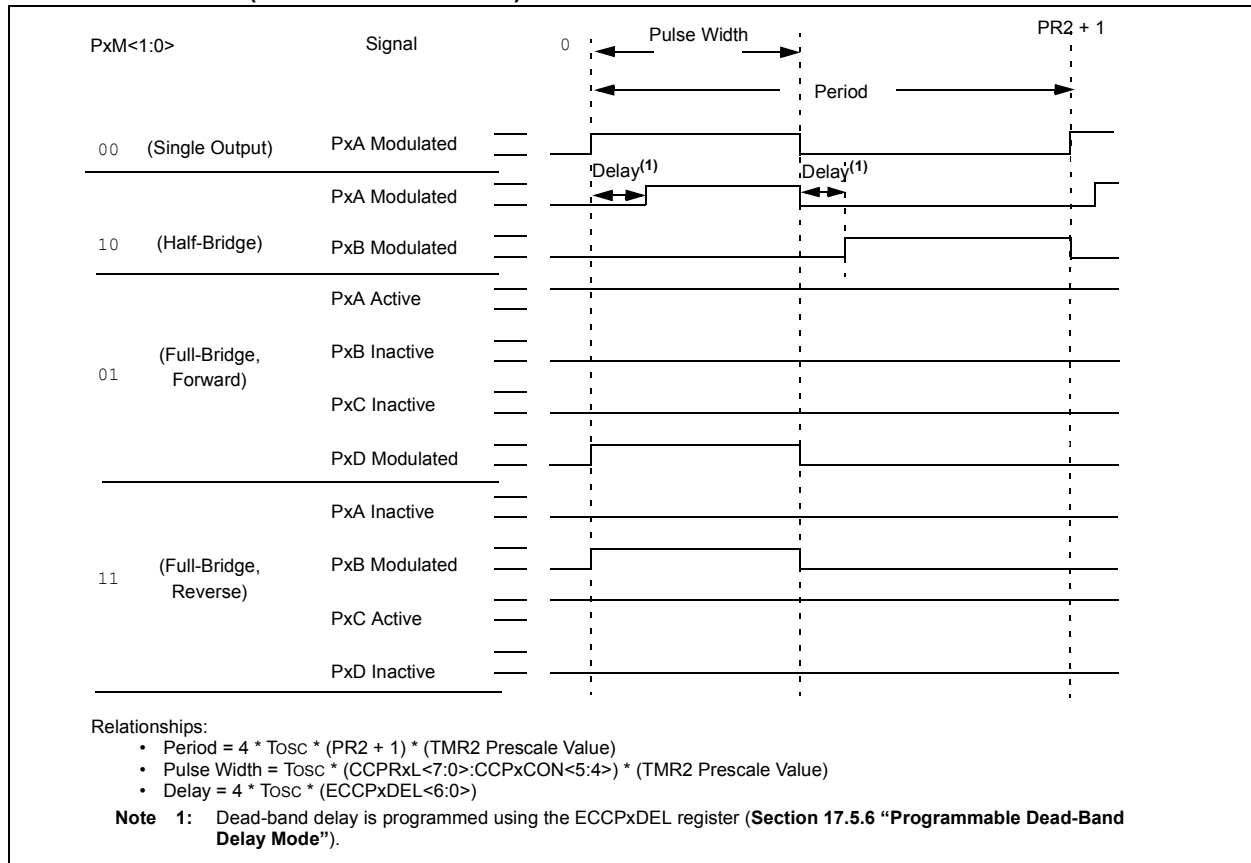 PxM<1:0> Signal 0 Pulse Width PR2 + 1
Period
00 (Single Output) PxA Modulated
Delay(1) Delay(1)
PxA Modulated
10 (Half-Bridge) PxB Modulated
PxA Active
(Full-Bridge, PxB Inactive
01 Forward)
PxC Inactive
PxD Modulated
PxA Inactive
(Full-Bridge, PxB Modulated
11 Reverse)
PxC Active
PxD Inactive
Relationships:
• Period = 4 * TOSC * (PR2 + 1) * (TMR2 Prescale Value)
• Pulse Width = TOSC * (CCPRxL<7:0>:CCPxCON<5:4>) * (TMR2 Prescale Value)
• Delay = 4 * TOSC * (ECCPxDEL<6:0>)
Note 1: Dead-band delay is programmed using the ECCPxDEL register (Section 17.5.6 “Programmable Dead-Band
Delay Mode”).